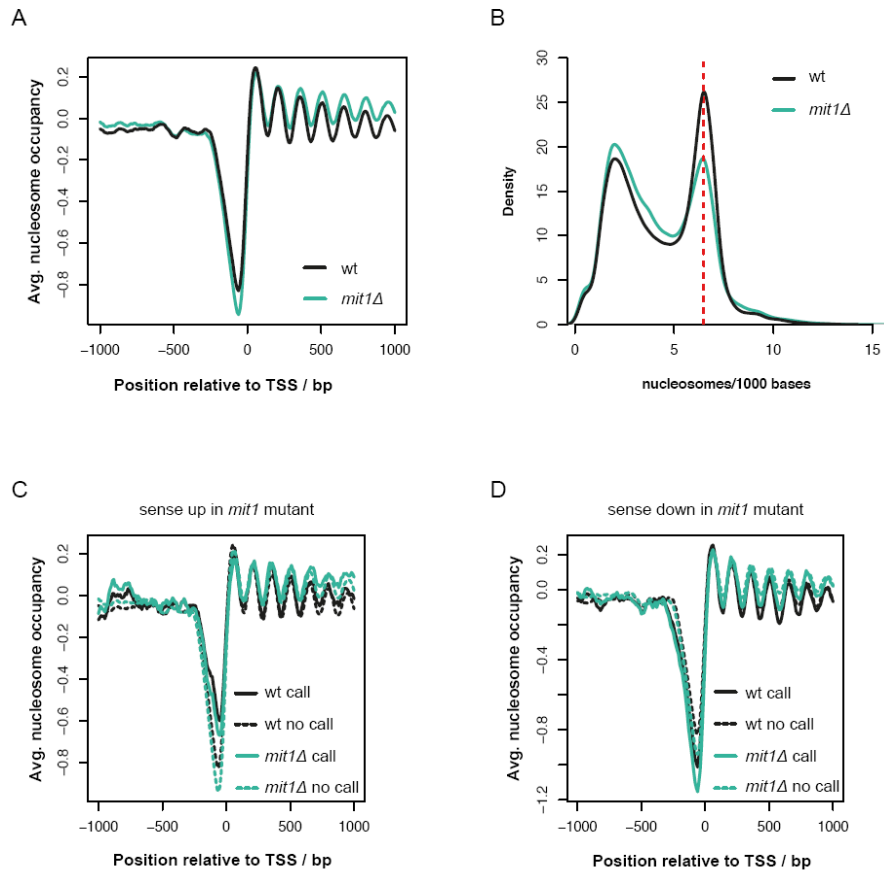 A
Avg. nucleosome occupancy
0.2
0.0
−0.2
−0.4
−0.6
−0.8
wt
mit1Δ
−1000
−500
0
500
1000
Position relative to TSS / bp
B
Density
30
25
20
15
10
5
0
wt
mit1Δ
0
5
10
15
nucleosomes/1000 bases
C
sense up in mit1 mutant
Avg. nucleosome occupancy
0.2
0.0
−0.2
−0.4
−0.6
−0.8
wt call
wt no call
mit1Δ call
mit1Δ no call
−1000
−500
0
500
1000
Position relative to TSS / bp
D
sense down in mit1 mutant
Avg. nucleosome occupancy
0.2
0.0
−0.4
−0.8
−1.2
wt call
wt no call
mit1Δ call
mit1Δ no call
−1000
−500
0
500
1000
Position relative to TSS / bp